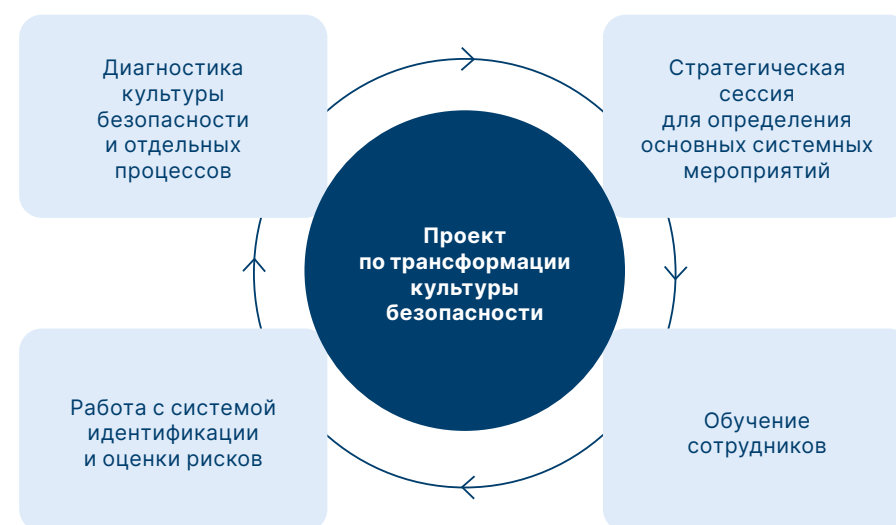 Диагностика
культуры
безопасности
и отдельных
процессов
Стратегическая
сессия
для определения
основных системных
мероприятий
Проект
по трансформации
культуры
безопасности
Работа с системой
идентификации
и оценки рисков
Обучение
сотрудников